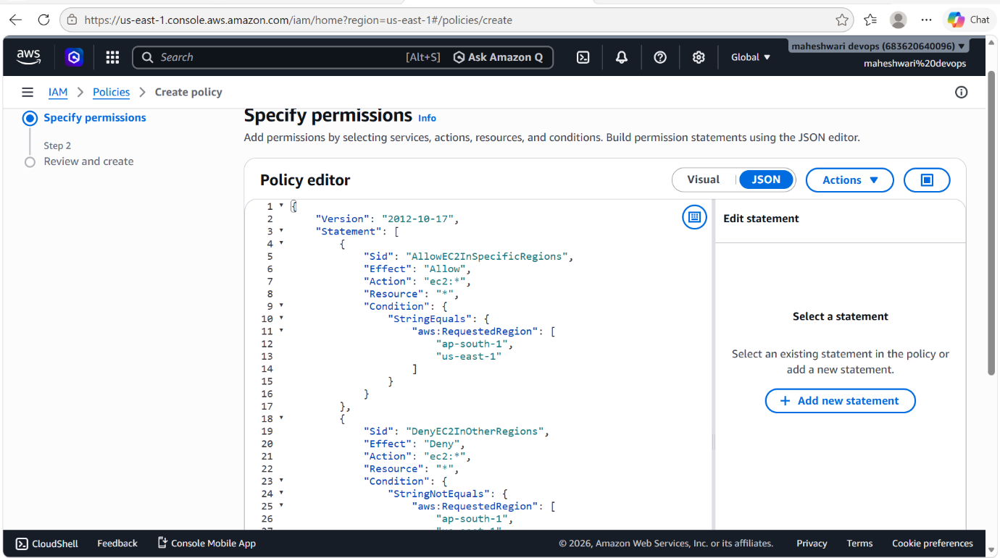 https://us-east-1.console.aws.amazon.com/iam/home?region=us-east-1#/policies/create
Chat
aws
Search
[Alt+S]
Ask Amazon Q
Global
maheshwari devops (683620640096)
maheshwari%20devops
IAM > Policies > Create policy
Specify permissions
Step 2
Review and create
Specify permissions Info
Add permissions by selecting services, actions, resources, and conditions. Build permission statements using the JSON editor.
Policy editor
Visual
JSON
Actions
1 {
2 "Version": "2012-10-17",
3 "Statement": [
4 {
5 "Sid": "AllowEC2InSpecificRegions",
6 "Effect": "Allow",
7 "Action": "ec2:*",
8 "Resource": "*",
9 "Condition": {
10 "StringEquals": {
11 "aws:RequestedRegion": [
12 "ap-south-1",
13 "us-east-1"
14 ]
15 }
16 }
17 },
18 {
19 "Sid": "DenyEC2InOtherRegions",
20 "Effect": "Deny",
21 "Action": "ec2:*",
22 "Resource": "*",
23 "Condition": {
24 "StringNotEquals": {
25 "aws:RequestedRegion": [
26 "ap-south-1",
Edit statement
Select a statement
Select an existing statement in the policy or
add a new statement.
+ Add new statement
CloudShell
Feedback
Console Mobile App
© 2026, Amazon Web Services, Inc. or its affiliates.
Privacy
Terms
Cookie preferences